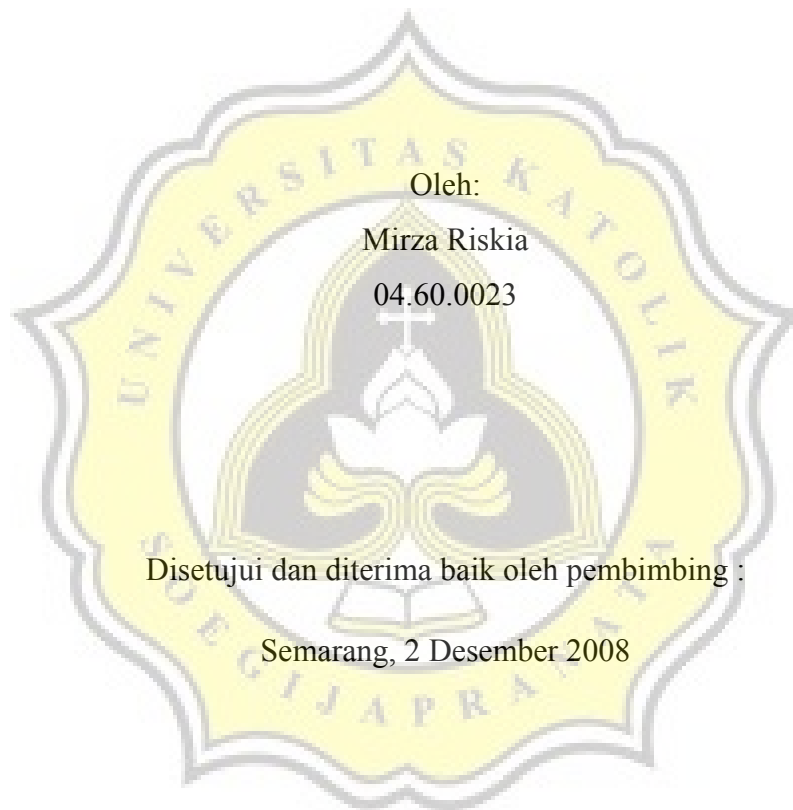 UNIVERSITAS KATOLIK
Oleh:
Mirza Riskia
04.60.0023
Disetujui dan diterima baik oleh pembimbing :
Semarang, 2 Desember 2008
SOEGIJAPRANATA